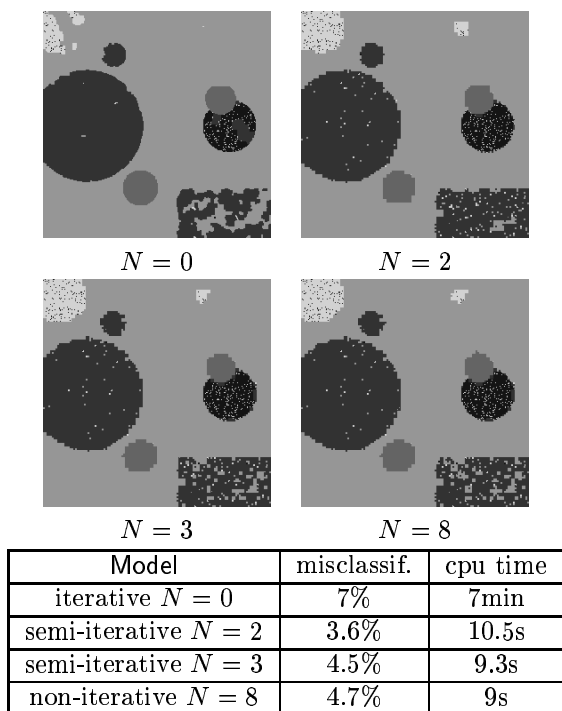 N = 0
N = 2
N = 3
N = 8
Model misclassif. cpu time
iterative N = 0 7% 7min
semi-iterative N = 2 3.6% 10.5s
semi-iterative N = 3 4.5% 9.3s
non-iterative N = 8 4.7% 9s